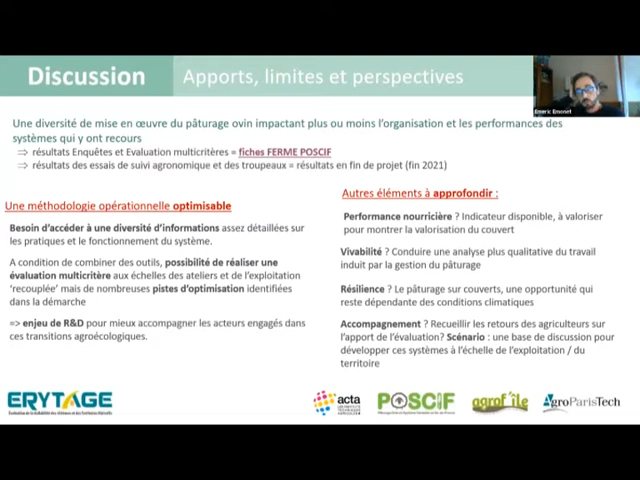 Discussion
Apports, limites et perspectives
Emeric Emonet
Une diversité de mise en œuvre du pâturage ovin impactant plus ou moins l'organisation et les performances des
systèmes qui y ont recours
⇒ résultats Enquêtes et Evaluation multicritères = fiches FERME POSCIF
⇒ résultats des essais de suivi agronomique et des troupeaux = résultats en fin de projet (fin 2021)
Une méthodologie opérationnelle optimisable
Besoin d'accéder à une diversité d'informations assez détaillées sur
les pratiques et le fonctionnement du système.
A condition de combiner des outils, possibilité de réaliser une
évaluation multicritère aux échelles des ateliers et de l'exploitation
'recouplée' mais de nombreuses pistes d'optimisation identifiées
dans la démarche
=> enjeu de R&D pour mieux accompagner les acteurs engagés dans
ces transitions agroécologiques.
Autres éléments à approfondir :
Performance nourricière ? Indicateur disponible, à valoriser
pour montrer la valorisation du couvert
Vivabilité ? Conduire une analyse plus qualitative du travail
induit par la gestion du pâturage
Résilience ? Le pâturage sur couverts, une opportunité qui
reste dépendante des conditions climatiques
Accompagnement ? Recueillir les retours des agriculteurs sur
l'apport de l'évaluation? Scénario : une base de discussion pour
développer ces systèmes à l'échelle de l'exploitation / du
territoire
ERYTAGE
acta
POSCIF
agrof'île
AgroParisTech